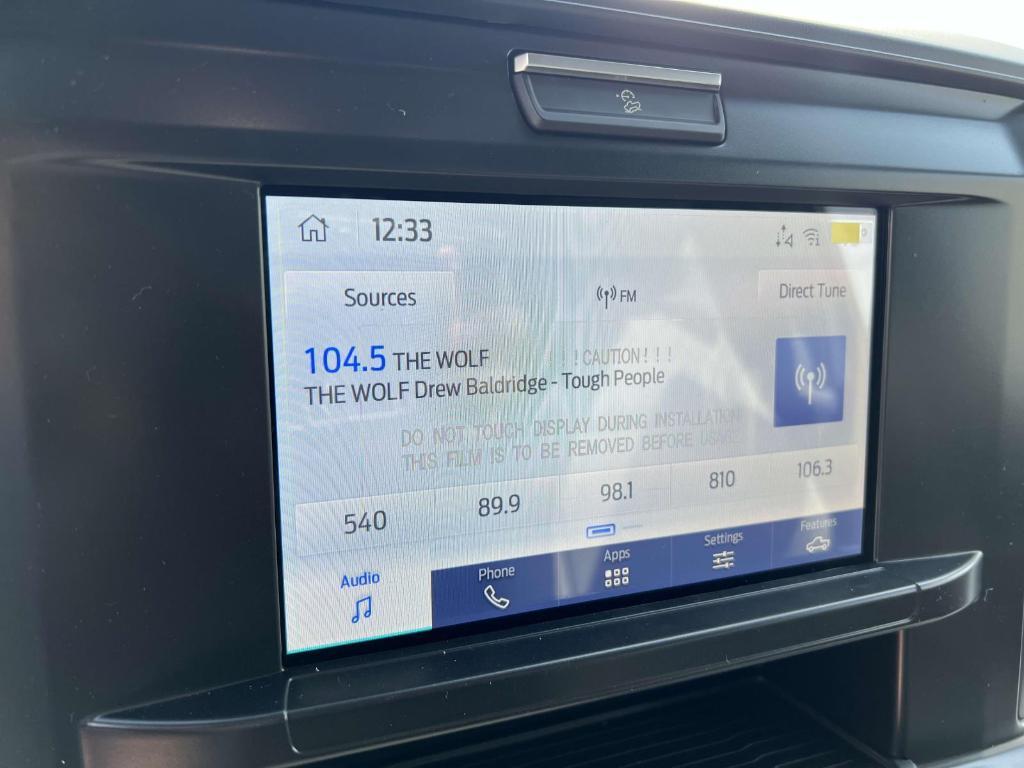 12:33
Sources
FM
Direct Tune
104.5 THE WOLF
! ! CAUTION ! ! !
THE WOLF Drew Baldridge - Tough People
DO NOT TOUCH DISPLAY DURING INSTALLATION
THIS FILM IS TO BE REMOVED BEFORE USAGE
540
89.9
98.1
810
106.3
Audio
Phone
Apps
Settings
Features